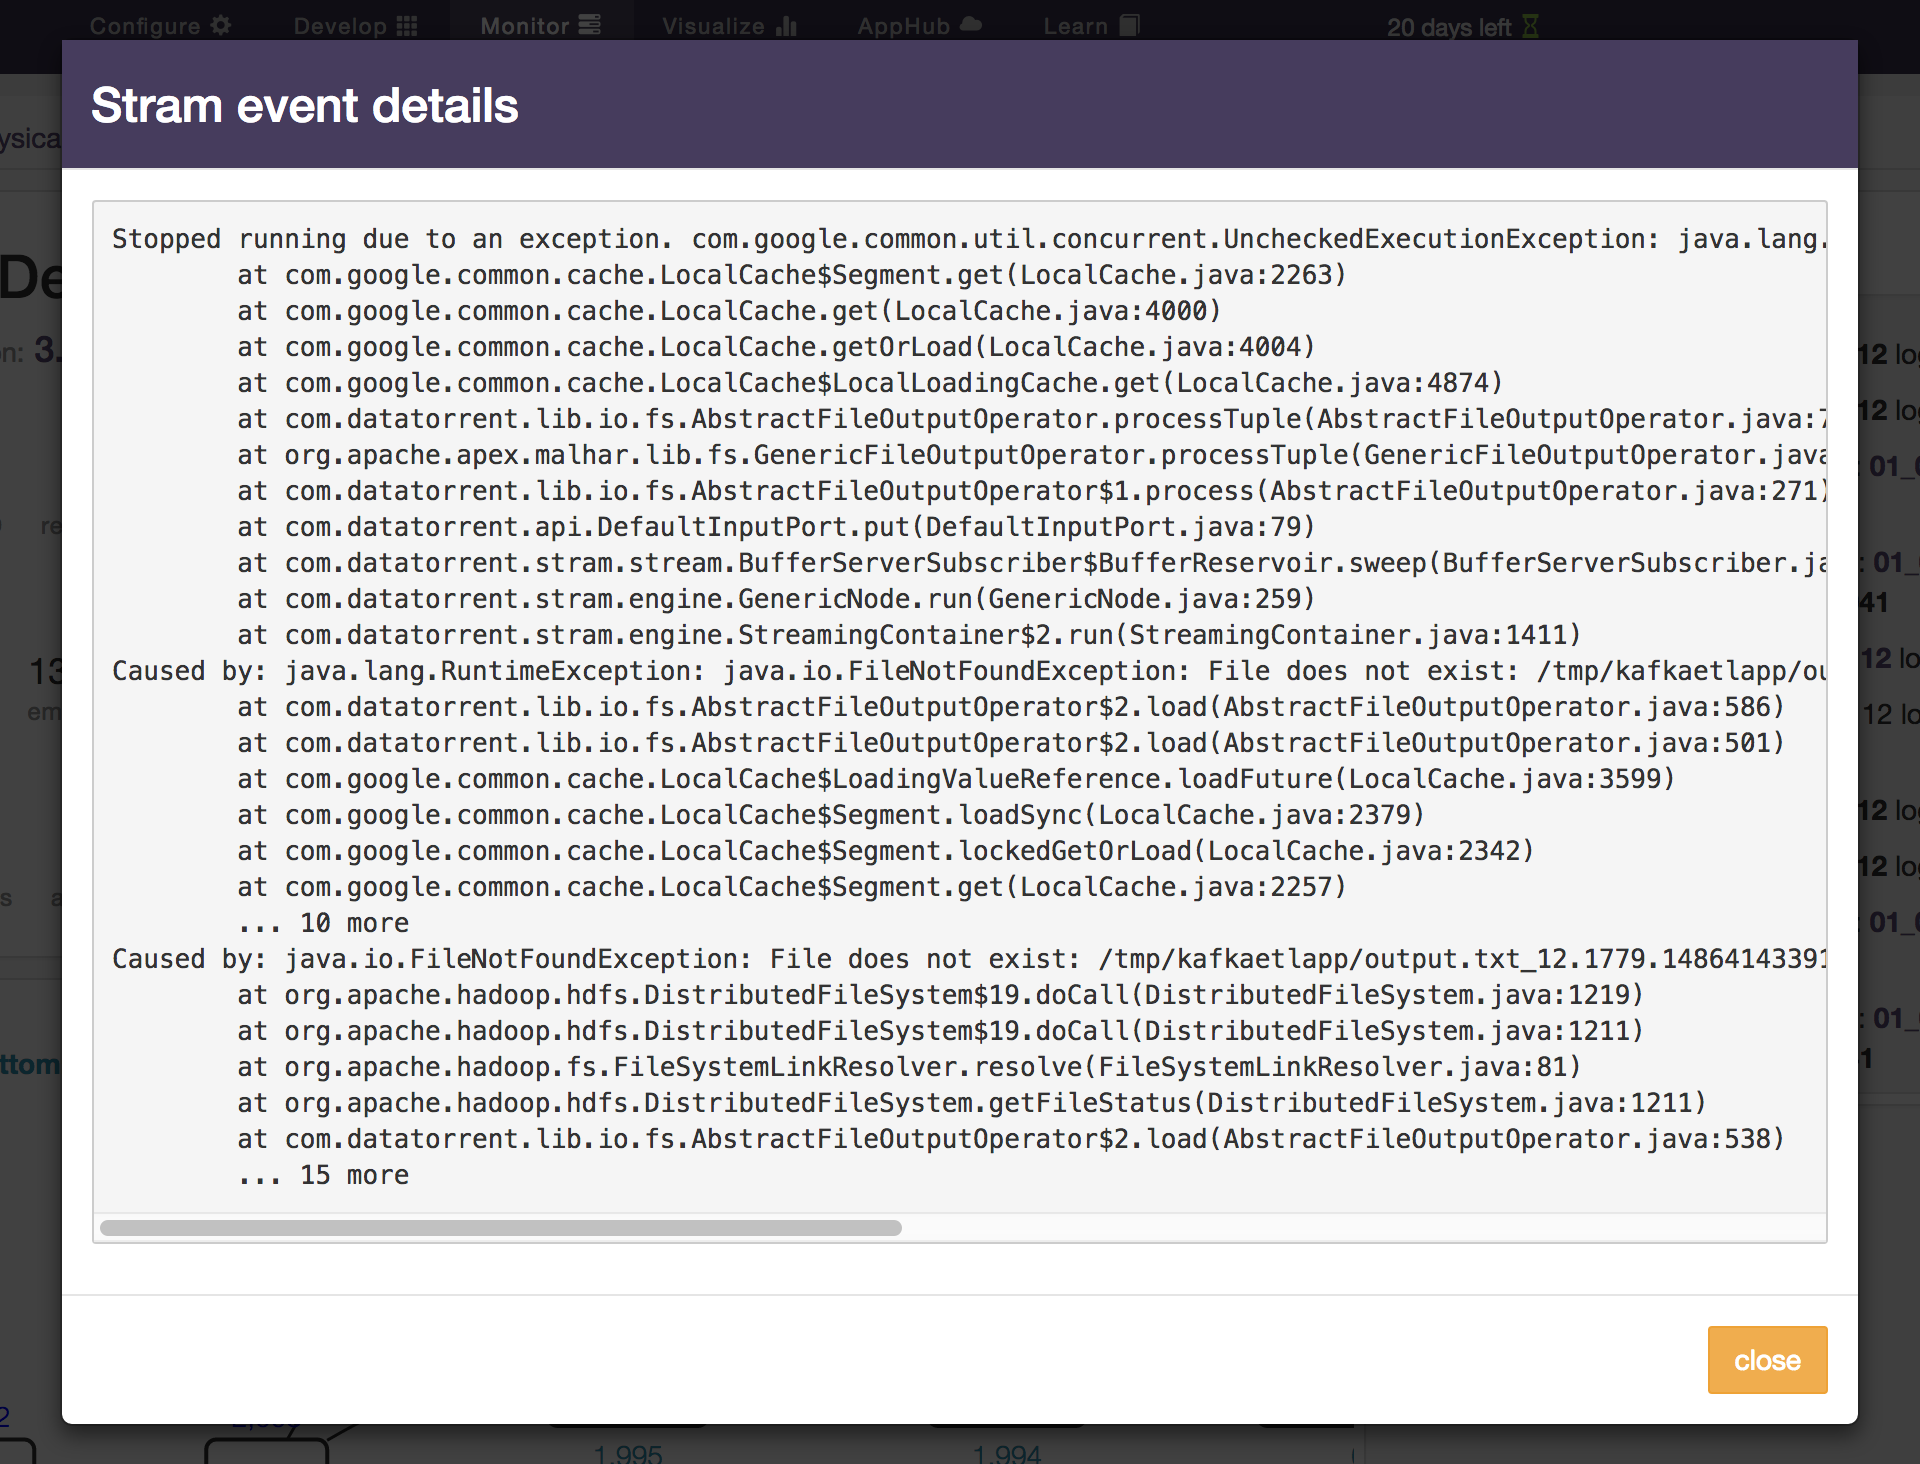 Configure
Develop
Monitor
Visualize
AppHub
Learn
20 days left
Stram event details
Stopped running due to an exception. com.google.common.util.concurrent.UncheckedExecutionException: java.lang.
at com.google.common.cache.LocalCache$Segment.get(LocalCache.java:2263)
at com.google.common.cache.LocalCache.get(LocalCache.java:4000)
at com.google.common.cache.LocalCache.getOrLoad(LocalCache.java:4004)
at com.google.common.cache.LocalCache$LocalLoadingCache.get(LocalCache.java:4874)
at com.datatorrent.lib.io.fs.AbstractFileOutputOperator.processTuple(AbstractFileOutputOperator.java:7
at org.apache.apex.malhar.lib.fs.GenericFileOutputOperator.processTuple(GenericFileOutputOperator.java
at com.datatorrent.lib.io.fs.AbstractFileOutputOperator$1.process(AbstractFileOutputOperator.java:271)
at com.datatorrent.api.DefaultInputPort.put(DefaultInputPort.java:79)
at com.datatorrent.stram.stream.BufferServerSubscriber$BufferReservoir.sweep(BufferServerSubscriber.ja
at com.datatorrent.stram.engine.GenericNode.run(GenericNode.java:259)
at com.datatorrent.stram.engine.StreamingContainer$2.run(StreamingContainer.java:1411)
Caused by: java.lang.RuntimeException: java.io.FileNotFoundException: File does not exist: /tmp/kafkaetlapp/ou
at com.datatorrent.lib.io.fs.AbstractFileOutputOperator$2.load(AbstractFileOutputOperator.java:586)
at com.datatorrent.lib.io.fs.AbstractFileOutputOperator$2.load(AbstractFileOutputOperator.java:501)
at com.google.common.cache.LocalCache$LoadingValueReference.loadFuture(LocalCache.java:3599)
at com.google.common.cache.LocalCache$Segment.loadSync(LocalCache.java:2379)
at com.google.common.cache.LocalCache$Segment.lockedGetOrLoad(LocalCache.java:2342)
at com.google.common.cache.LocalCache$Segment.get(LocalCache.java:2257)
... 10 more
Caused by: java.io.FileNotFoundException: File does not exist: /tmp/kafkaetlapp/output.txt_12.1779.14864143391
at org.apache.hadoop.hdfs.DistributedFileSystem$19.doCall(DistributedFileSystem.java:1219)
at org.apache.hadoop.hdfs.DistributedFileSystem$19.doCall(DistributedFileSystem.java:1211)
at org.apache.hadoop.fs.FileSystemLinkResolver.resolve(FileSystemLinkResolver.java:81)
at org.apache.hadoop.hdfs.DistributedFileSystem.getFileStatus(DistributedFileSystem.java:1211)
at com.datatorrent.lib.io.fs.AbstractFileOutputOperator$2.load(AbstractFileOutputOperator.java:538)
... 15 more
close
1,995
1,994